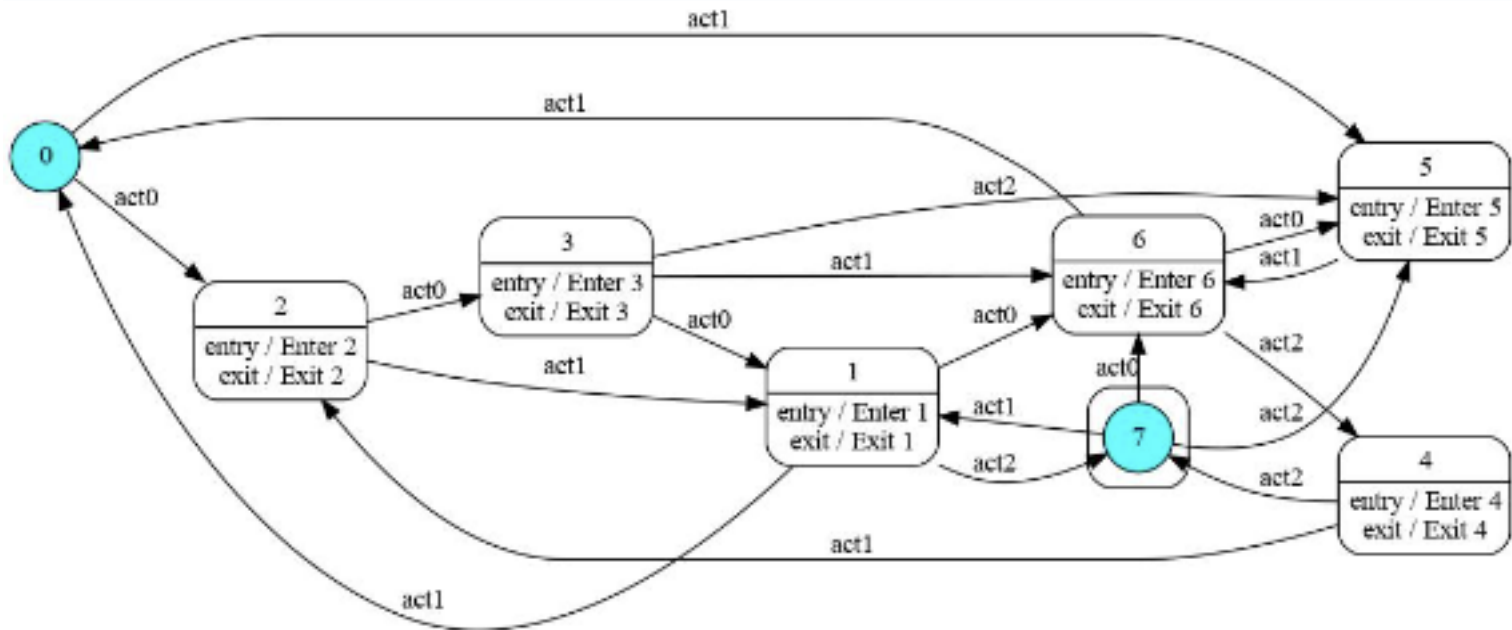 act1
act1
0
act0
act2
5
entry / Enter 5
exit / Exit 5
act0
act1
3
entry / Enter 3
exit / Exit 3
act1
6
entry / Enter 6
exit / Exit 6
act0
2
entry / Enter 2
exit / Exit 2
act0
act0
act2
act1
1
entry / Enter 1
exit / Exit 1
act0
act1
7
act2
act2
act2
4
entry / Enter 4
exit / Exit 4
act1
act1